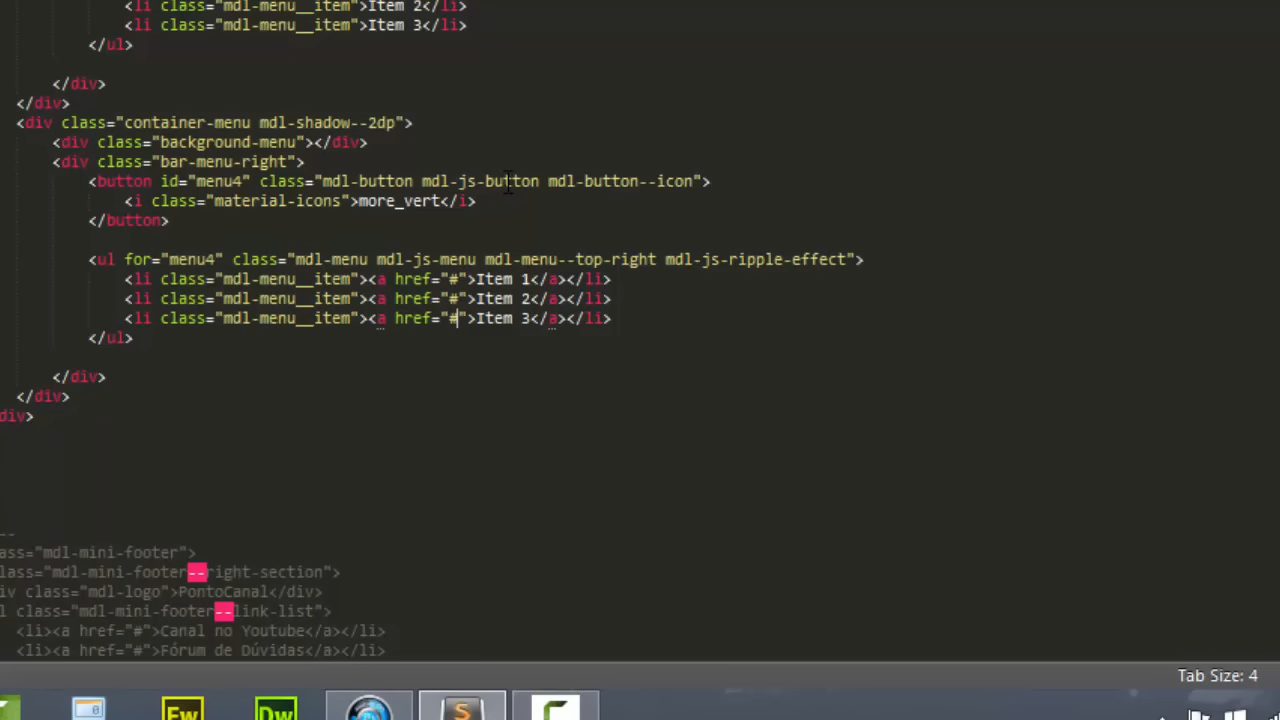 <li class="mdl-menu__item">Item 2</li>
<li class="mdl-menu__item">Item 3</li>
</ul>
</div>
</div>
<div class="container-menu mdl-shadow--2dp">
<div class="background-menu"></div>
<div class="bar-menu-right">
<button id="menu4" class="mdl-button mdl-js-button mdl-button--icon">
<i class="material-icons">more_vert</i>
</button>
<ul for="menu4" class="mdl-menu mdl-js-menu mdl-menu--top-right mdl-js-ripple-effect">
<li class="mdl-menu__item"><a href="#">Item 1</a></li>
<li class="mdl-menu__item"><a href="#">Item 2</a></li>
<li class="mdl-menu__item"><a href="#">Item 3</a></li>
</ul>
</div>
</div>
div>
--
ass="mdl-mini-footer">
lass="mdl-mini-footer--right-section">
iv class="mdl-logo">PontoCanal</div>
l class="mdl-mini-footer--link-list">
<li><a href="#">Canal no Youtube</a></li>
<li><a href="#">Fórum de Dúvidas</a></li>
Tab Size: 4
Fw
Dw
S